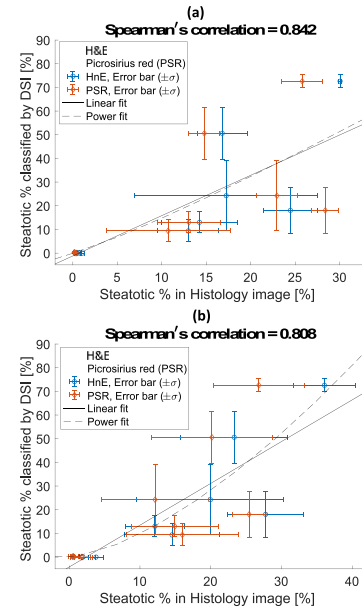 (a)
Spearman's correlation = 0.842
Steatotic % classified by DSI [%]
90
80
70
60
50
40
30
20
10
0
H&E
Picrosirius red (PSR)
HnE, Error bar (±σ)
PSR, Error bar (±σ)
Linear fit
Power fit
0 5 10 15 20 25 30
Steatotic % in Histology image [%]
(b)
Spearman's correlation = 0.808
Steatotic % classified by DSI [%]
90
80
70
60
50
40
30
20
10
0
H&E
Picrosirius red (PSR)
HnE, Error bar (±σ)
PSR, Error bar (±σ)
Linear fit
Power fit
0 10 20 30 40
Steatotic % in Histology image [%]